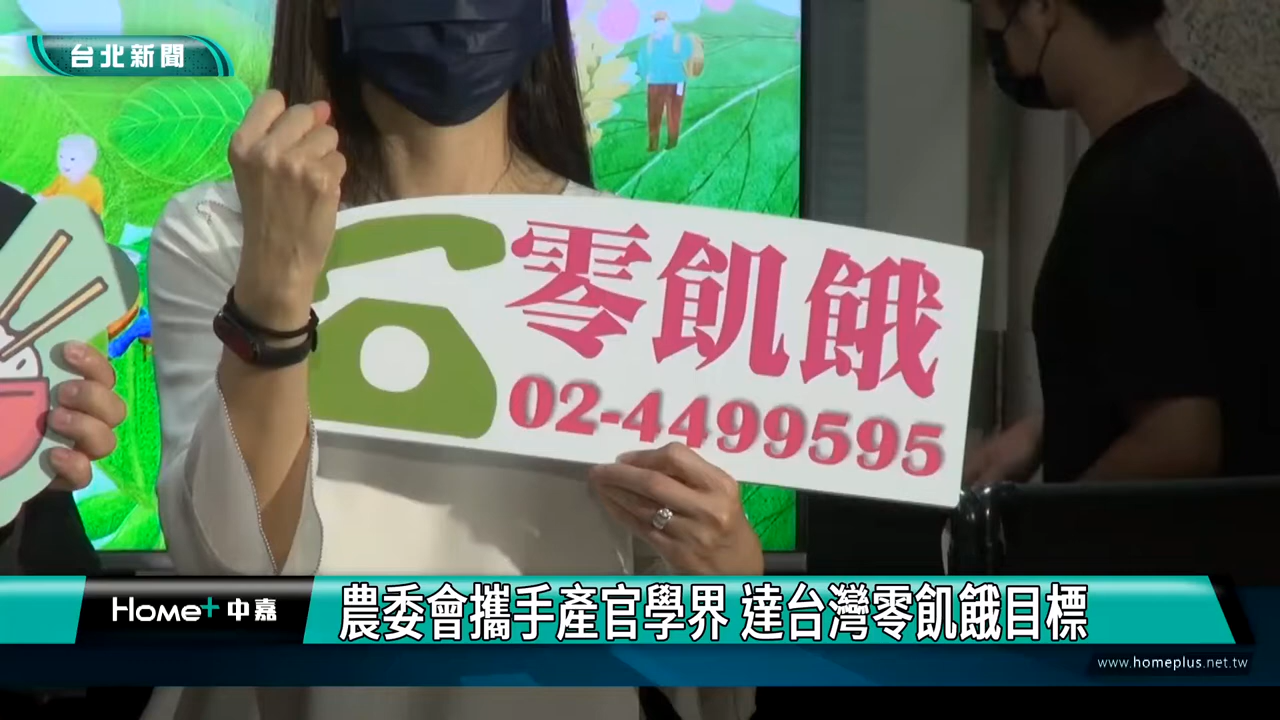 台北新聞
零飢餓
02-4499595
Home+ 中嘉
農委會攜手產官學界 達台灣零飢餓目標
www.homeplus.net.tw